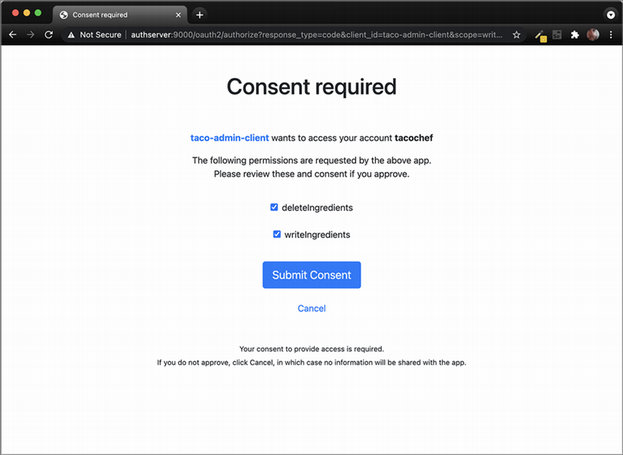 Consent required
Not Secure | authserver:9000/oauth2/authorize?response_type=code&client_id=taco-admin-client&scope=writ...
Consent required
taco-admin-client wants to access your account tacochef
The following permissions are requested by the above app.
Please review these and consent if you approve.
deleteIngredients
writeIngredients
Submit Consent
Cancel
Your consent to provide access is required.
If you do not approve, click Cancel, in which case no information will be shared with the app.